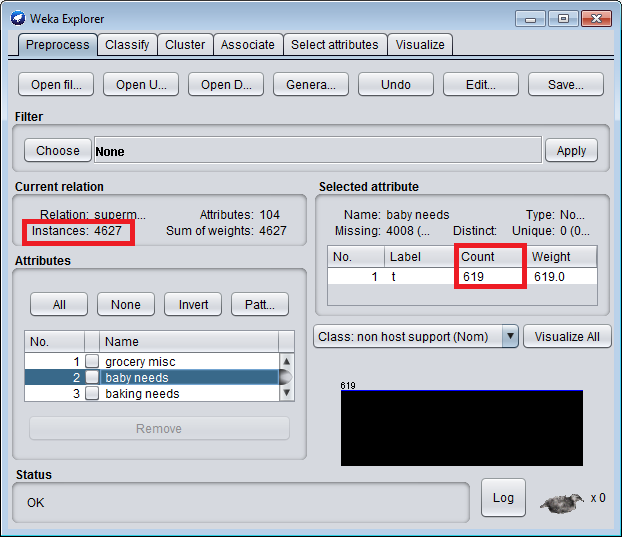 Weka Explorer
Preprocess Classify Cluster Associate Select attributes Visualize
Open fil... Open U... Open D... Genera... Undo Edit... Save...
Filter
Choose None Apply
Current relation
Relation: superm... Attributes: 104
Instances: 4627 Sum of weights: 4627
Selected attribute
Name: baby needs Type: No...
Missing: 4008 (... Distinct: Unique: 0 (0...
No. Label Count Weight
1 t 619 619.0
Attributes
All None Invert Patt...
No. Name
1 grocery misc
2 baby needs
3 baking needs
Remove
Class: non host support (Nom) Visualize All
619
Status
OK
Log x 0